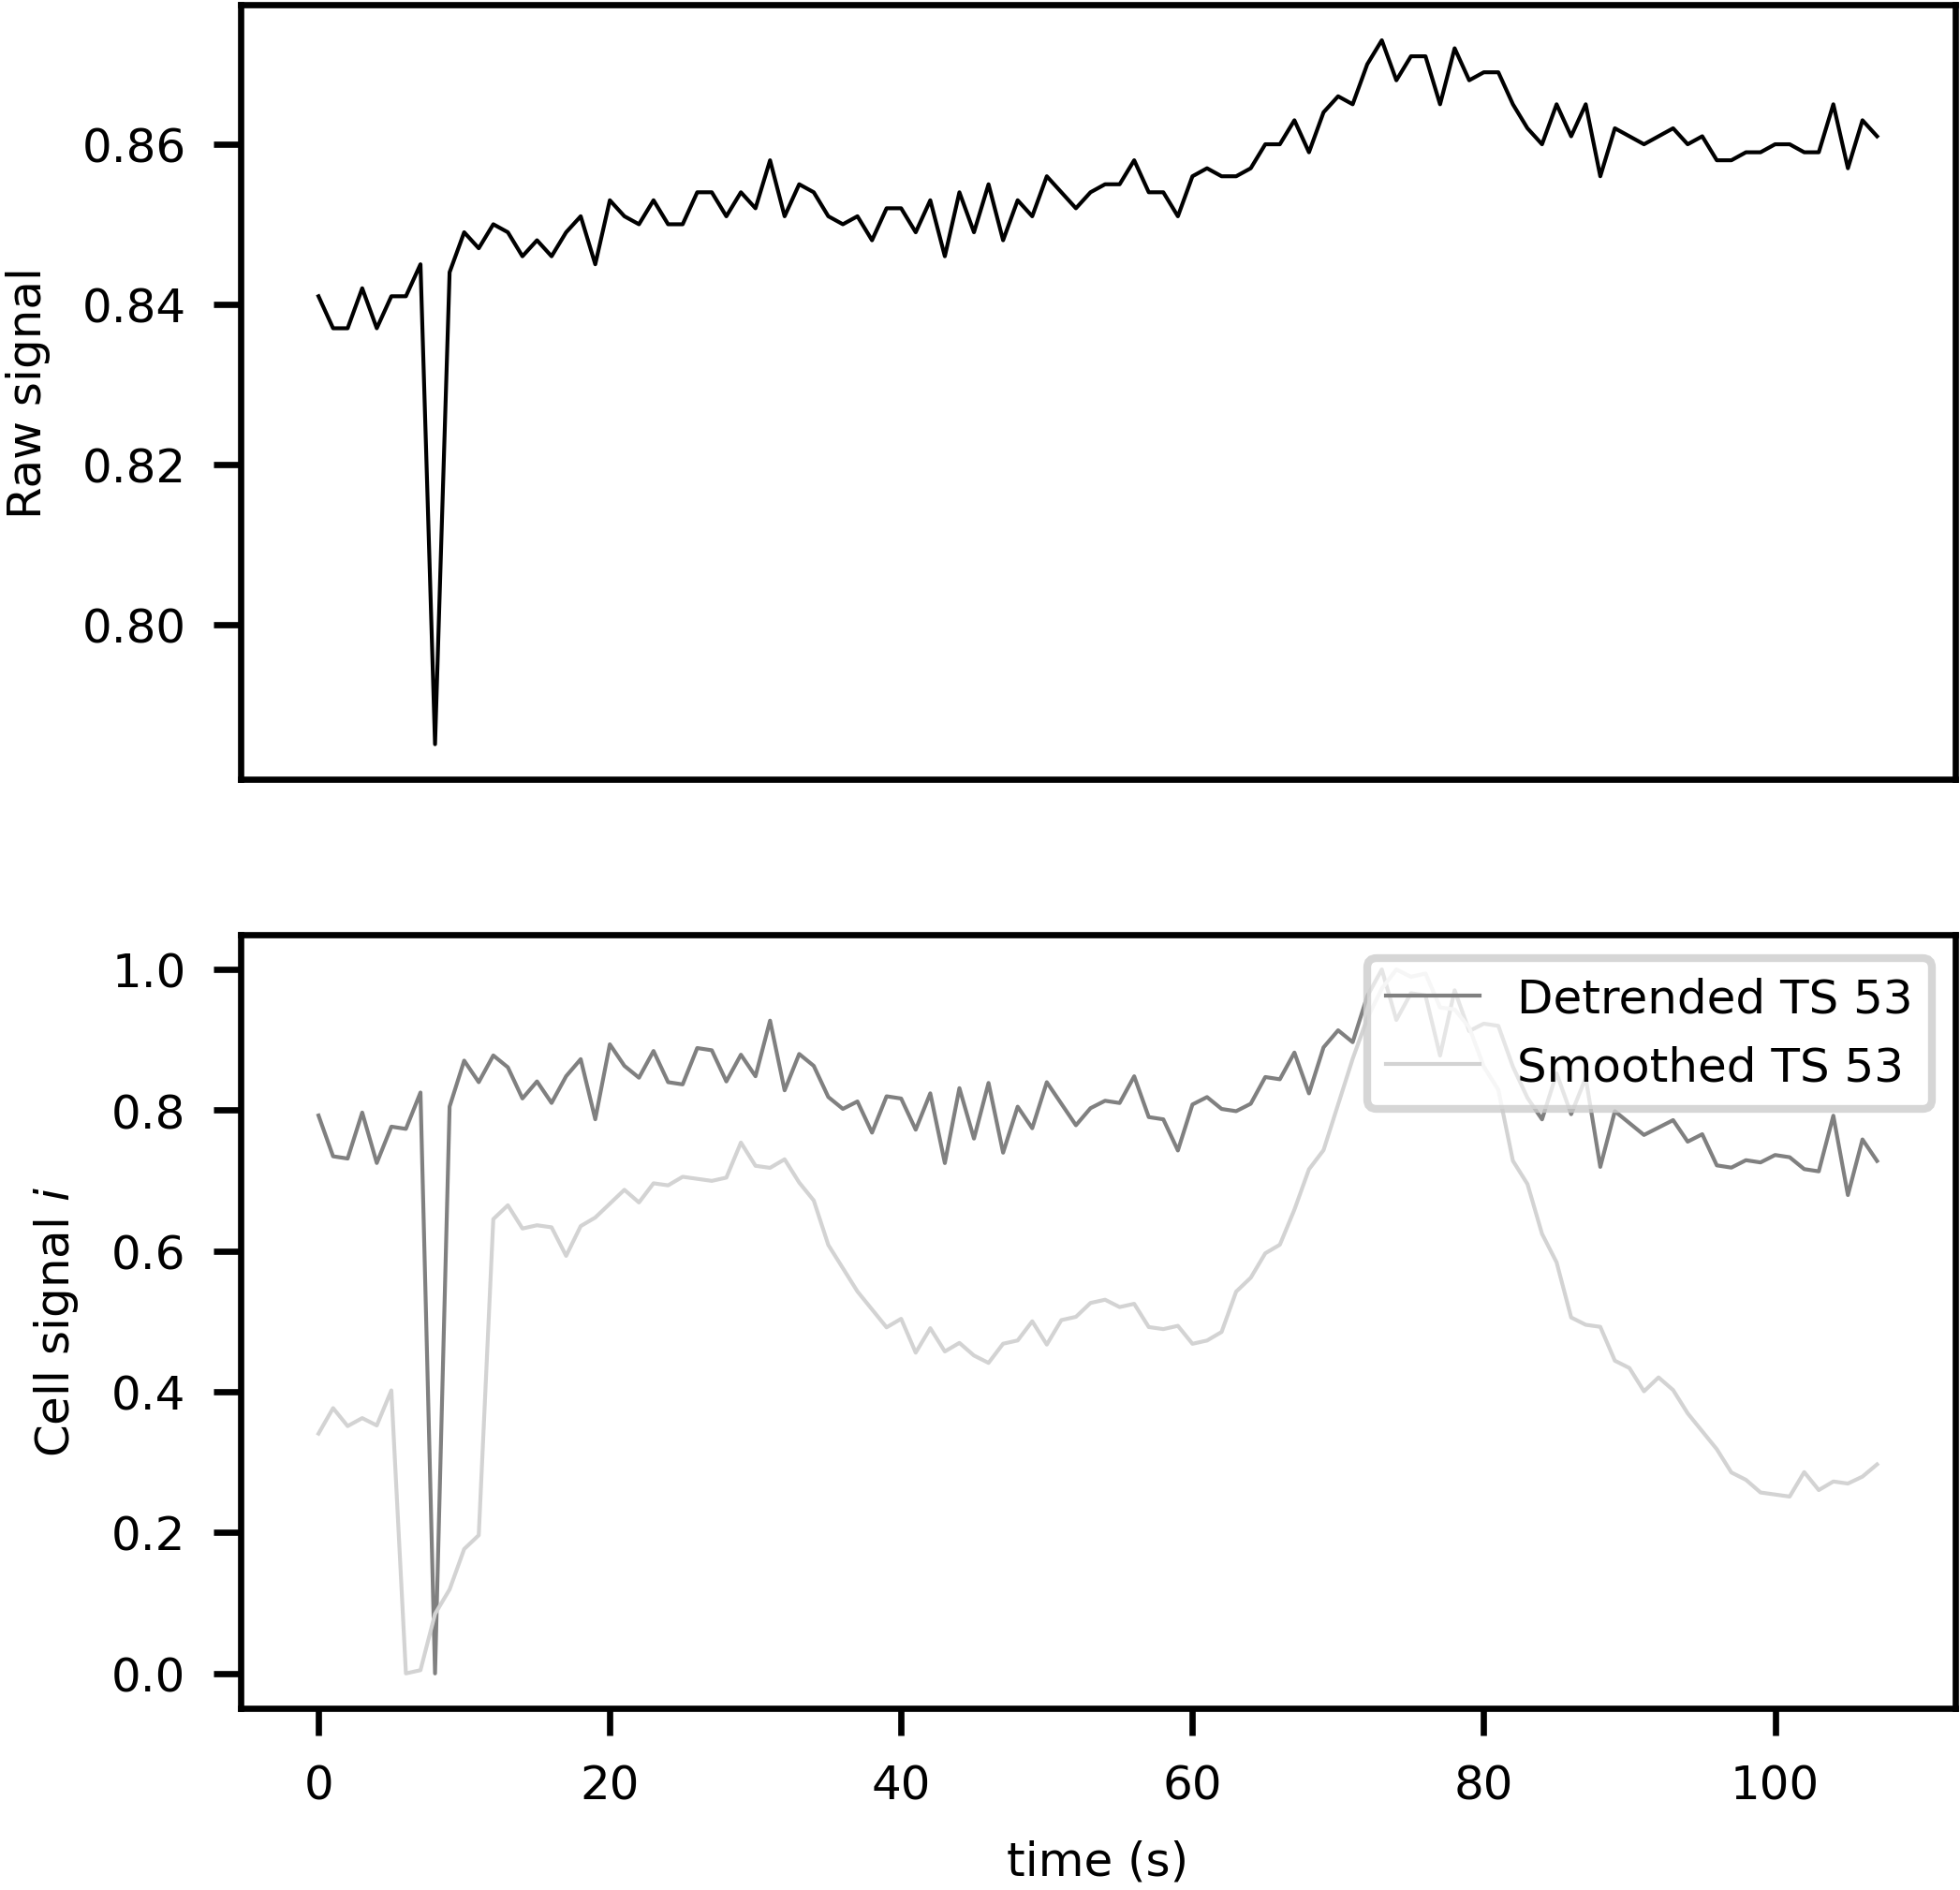 Raw signal
0.86
0.84
0.82
0.80
Cell signal i
1.0
0.8
0.6
0.4
0.2
0.0
Detrended TS 53
Smoothed TS 53
0 20 40 60 80 100
time (s)